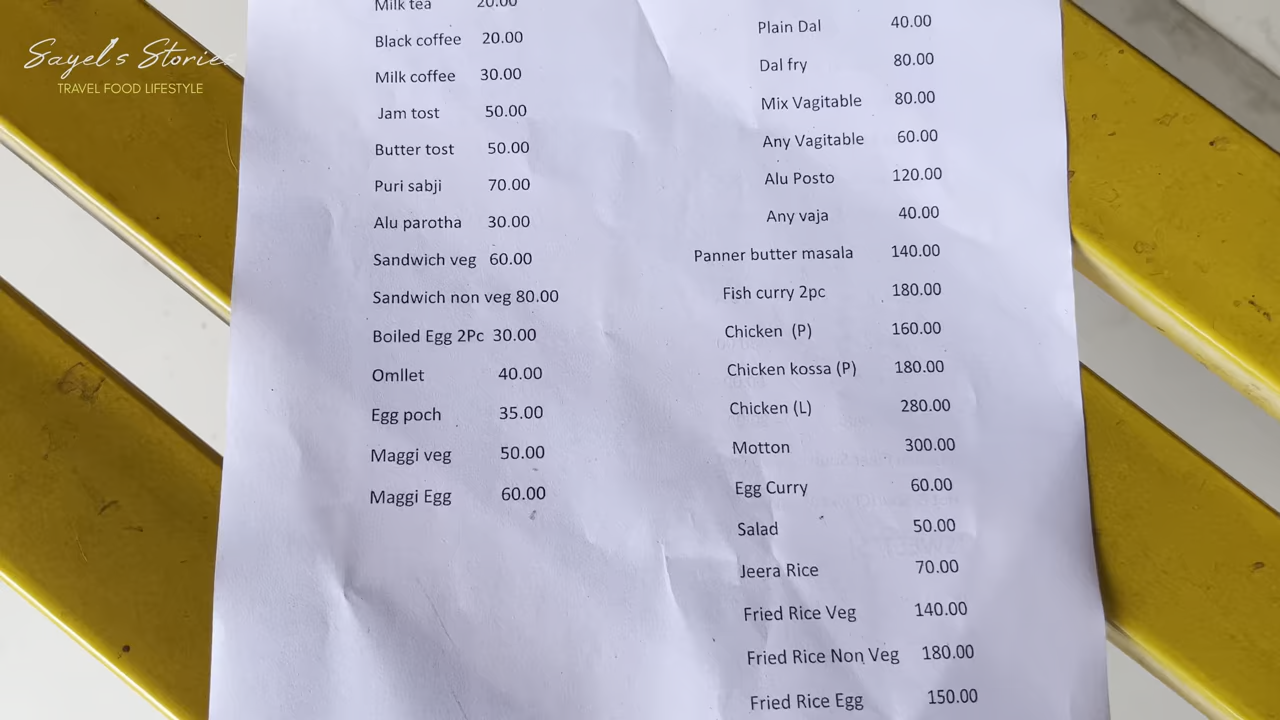 Sayel's Stories
TRAVEL FOOD LIFESTYLE
Milk tea 20.00
Black coffee 20.00
Milk coffee 30.00
Jam tost 50.00
Butter tost 50.00
Puri sabji 70.00
Alu parotha 30.00
Sandwich veg 60.00
Sandwich non veg 80.00
Boiled Egg 2Pc 30.00
Omllet 40.00
Egg poch 35.00
Maggi veg 50.00
Maggi Egg 60.00
Plain Dal 40.00
Dal fry 80.00
Mix Vagitable 80.00
Any Vagitable 60.00
Alu Posto 120.00
Any vaja 40.00
Panner butter masala 140.00
Fish curry 2pc 180.00
Chicken (P) 160.00
Chicken kossa (P) 180.00
Chicken (L) 280.00
Motton 300.00
Egg Curry 60.00
Salad 50.00
Jeera Rice 70.00
Fried Rice Veg 140.00
Fried Rice Non Veg 180.00
Fried Rice Egg 150.00